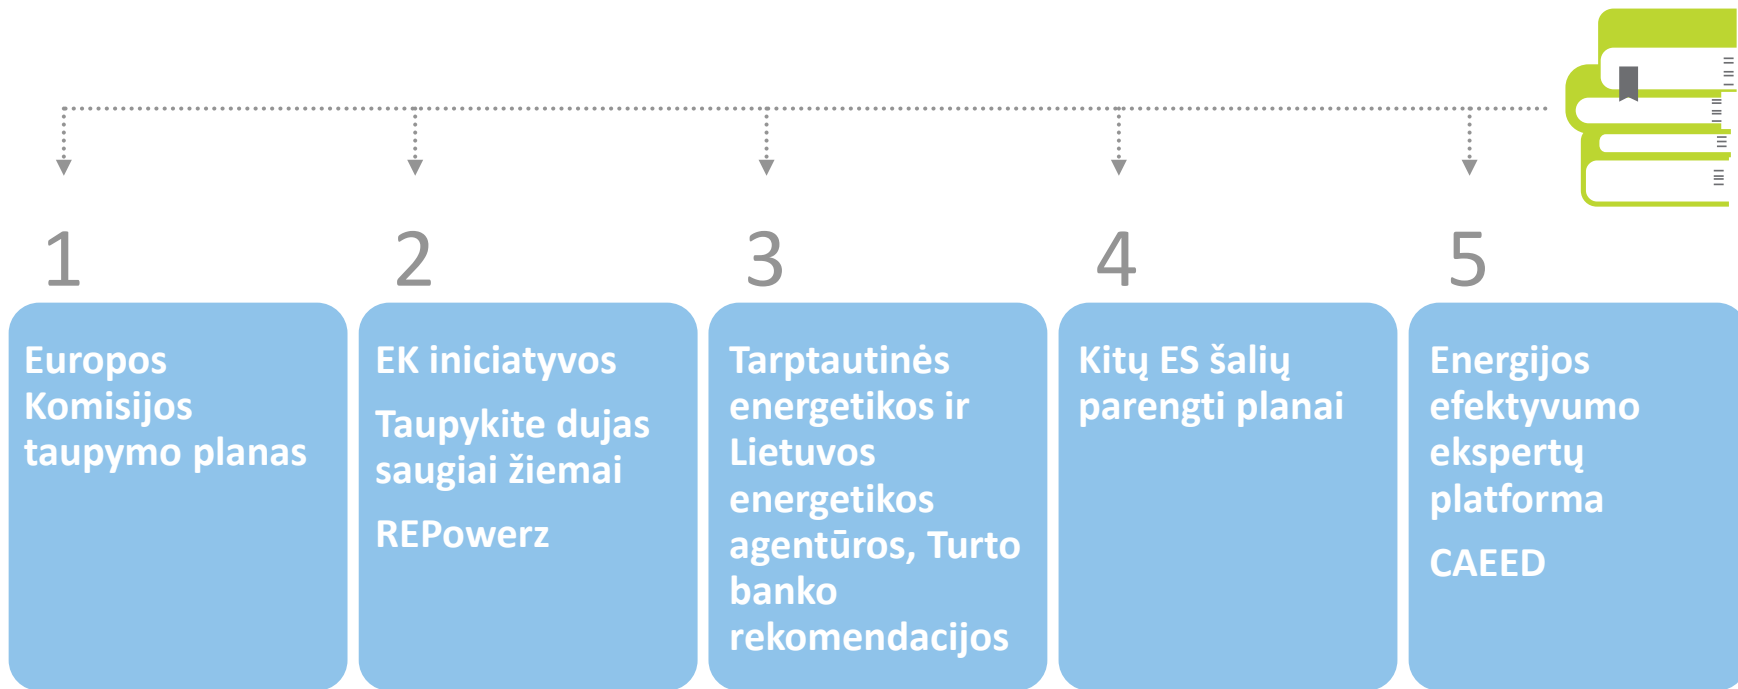 1
Europos
Komisijos
taupymo planas
2
EK iniciatyvos
Taupykite dujas
saugiai žiemai
REPowerz
3
Tarptautinės
energetikos ir
Lietuvos
energetikos
agentūros, Turto
banko
rekomendacijos
4
Kitų ES šalių
parengti planai
5
Energijos
efektyvumo
ekspertų
platforma
CAEED